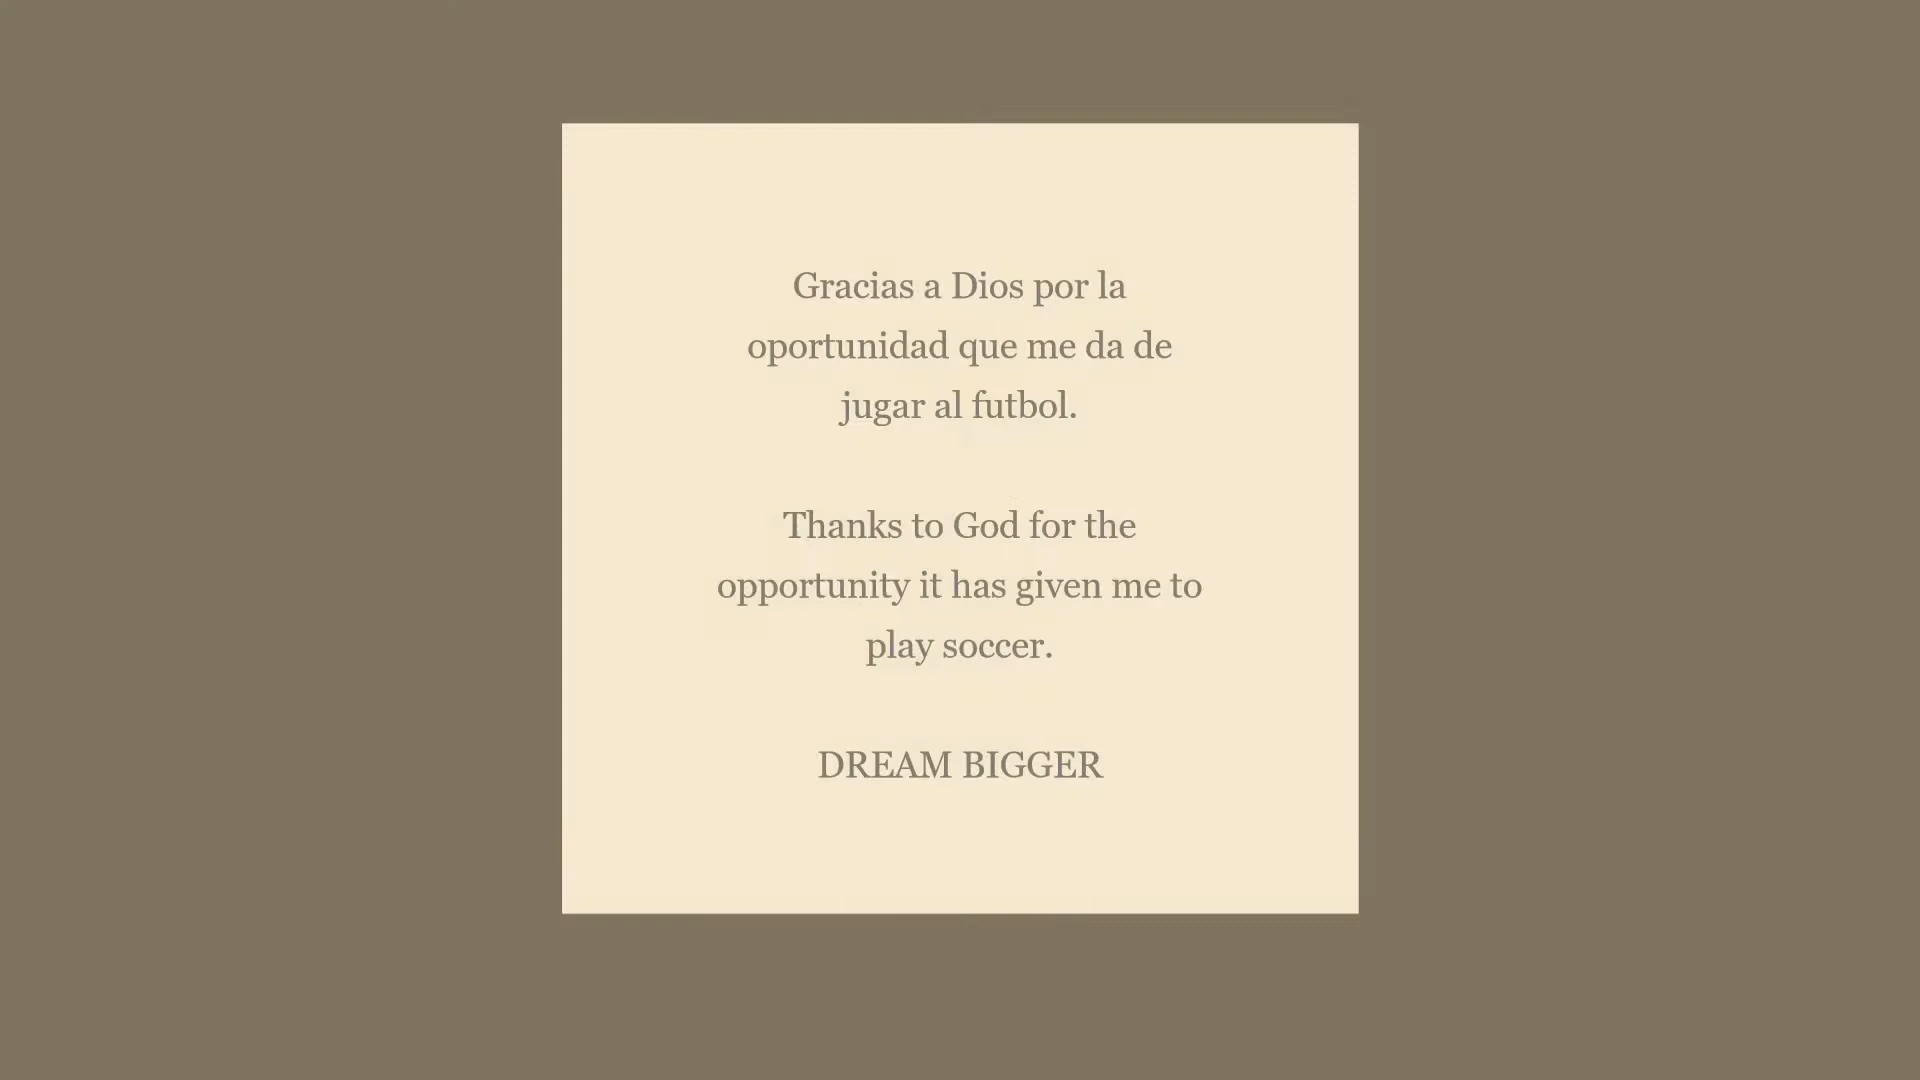 Gracias a Dios por la
oportunidad que me da de
jugar al futbol.
Thanks to God for the
opportunity it has given me to
play soccer.
DREAM BIGGER